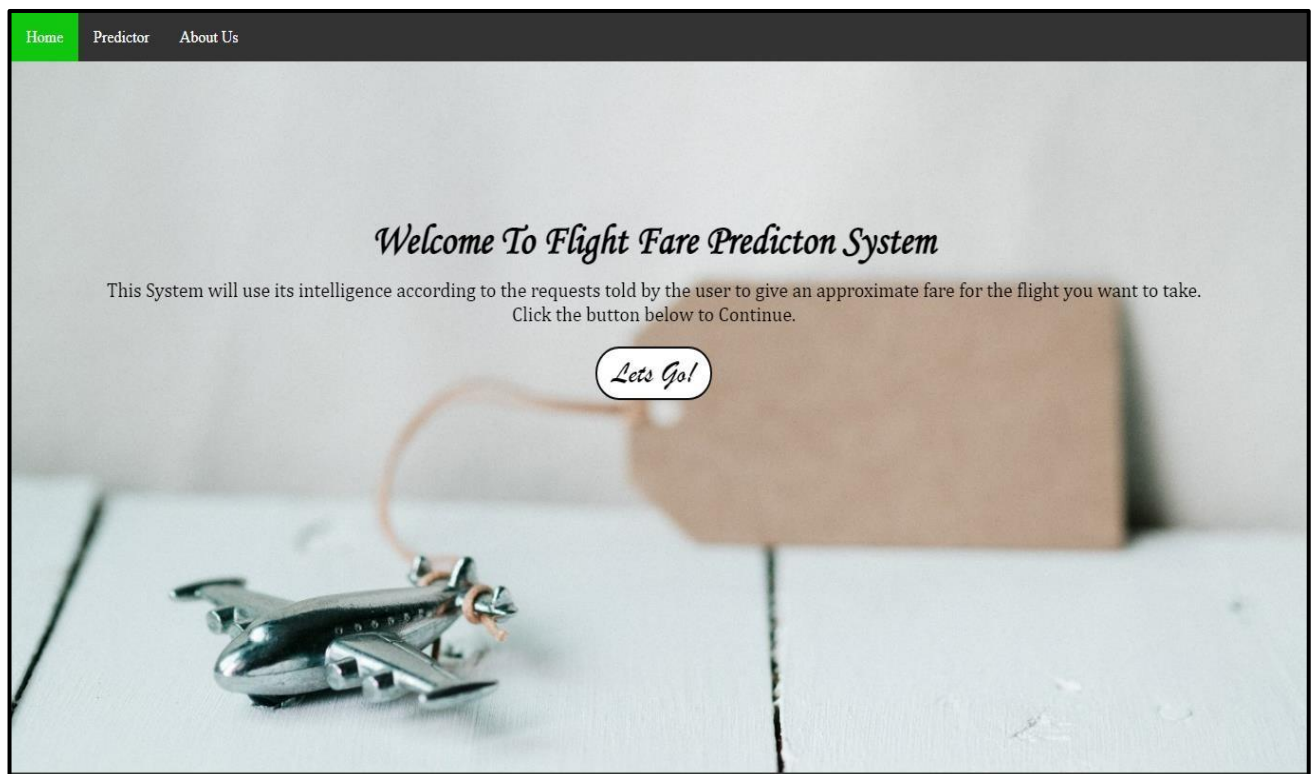 Home Predictor About Us
Welcome To Flight Fare Predicton System
This System will use its intelligence according to the requests told by the user to give an approximate fare for the flight you want to take.
Click the button below to Continue.
Lets Go!